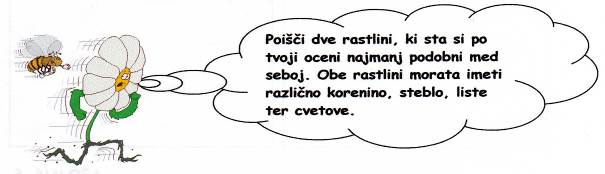 Poišči dve rastlini, ki sta si po
tvoji oceni najmanj podobni med
seboj. Obe rastlini morata imeti
različno korenino, steblo, liste
ter cvetove.